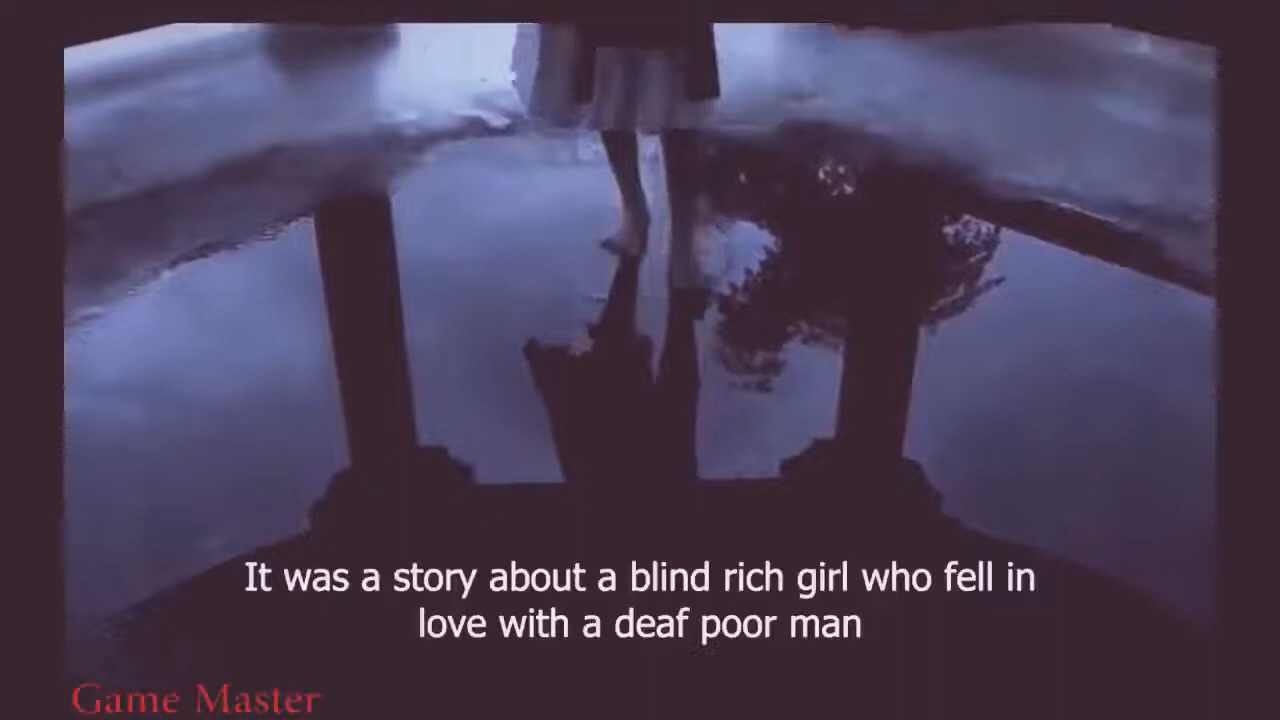 It was a story about a blind rich girl who fell in
love with a deaf poor man
Game Master